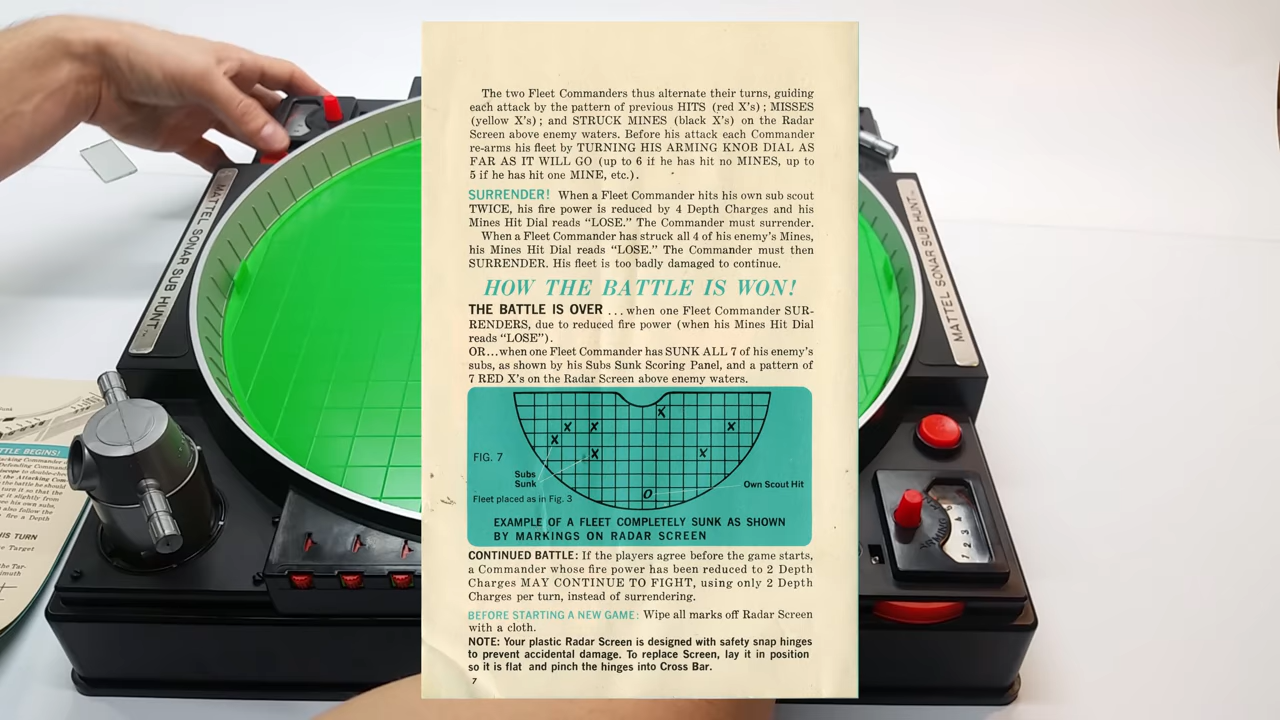 The two Fleet Commanders thus alternate their turns, guiding
each attack by the pattern of previous HITS (red X's); MISSES
(yellow X's); and STRUCK MINES (black X's) on the Radar
Screen above enemy waters. Before his attack each Commander
re-arms his fleet by TURNING HIS ARMING KNOB DIAL AS
FAR AS IT WILL GO (up to 6 if he has hit no MINES, up to
5 if he has hit one MINE, etc.).
SURRENDER! When a Fleet Commander hits his own sub scout
TWICE, his fire power is reduced by 4 Depth Charges and his
Mines Hit Dial reads “LOSE.” The Commander must surrender.
When a Fleet Commander has struck all 4 of his enemy's Mines,
his Mines Hit Dial reads “LOSE.” The Commander must then
SURRENDER. His fleet is too badly damaged to continue.
HOW THE BATTLE IS WON!
THE BATTLE IS OVER ...when one Fleet Commander SUR-
RENDERS, due to reduced fire power (when his Mines Hit Dial
reads “LOSE”).
OR...when one Fleet Commander has SUNK ALL 7 of his enemy's
subs, as shown by his Subs Sunk Scoring Panel, and a pattern of
7 RED X's on the Radar Screen above enemy waters.
FIG. 7
Subs
Sunk
Own Scout Hit
Fleet placed as in Fig. 3
EXAMPLE OF A FLEET COMPLETELY SUNK AS SHOWN
BY MARKINGS ON RADAR SCREEN
CONTINUED BATTLE: If the players agree before the game starts,
a Commander whose fire power has been reduced to 2 Depth
Charges MAY CONTINUE TO FIGHT, using only 2 Depth
Charges per turn, instead of surrendering.
BEFORE STARTING A NEW GAME: Wipe all marks off Radar Screen
with a cloth.
NOTE: Your plastic Radar Screen is designed with safety snap hinges
to prevent accidental damage. To replace Screen, lay it in position
so it is flat and pinch the hinges into Cross Bar.
7
MATTEL SONAR SUB HUNT
MATTEL SONAR SUB HUNT
TTLE BEGINS!
HIS TURN
1 2 3 4